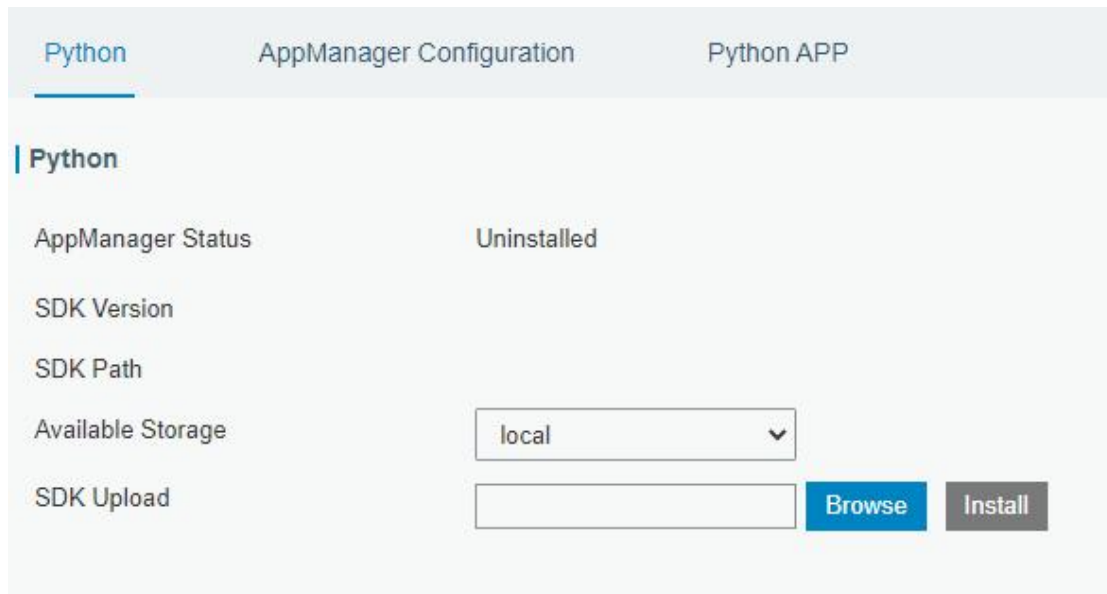 Python AppManager Configuration Python APP
Python
AppManager Status Uninstalled
SDK Version
SDK Path
Available Storage local
SDK Upload Browse Install